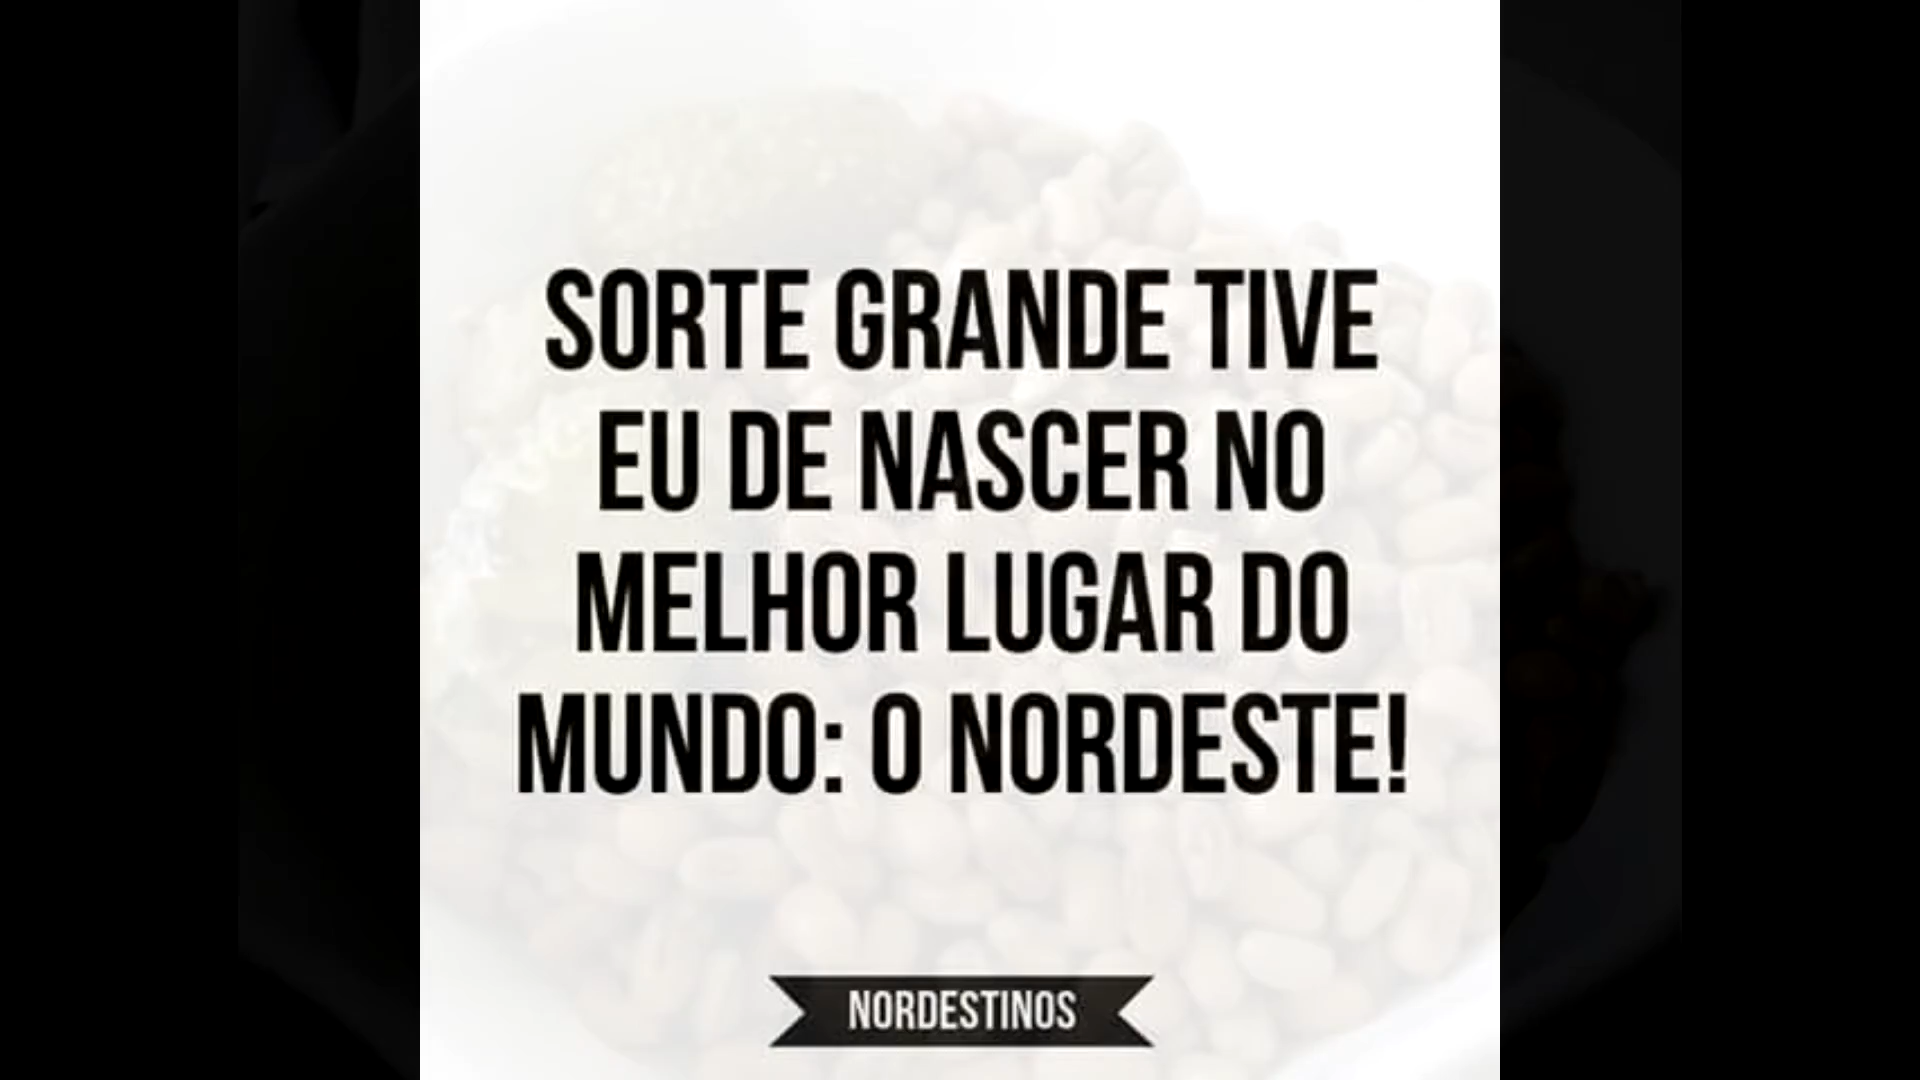 SORTE GRANDE TIVE
EU DE NASCER NO
MELHOR LUGAR DO
MUNDO: O NORDESTE!
NORDESTINOS